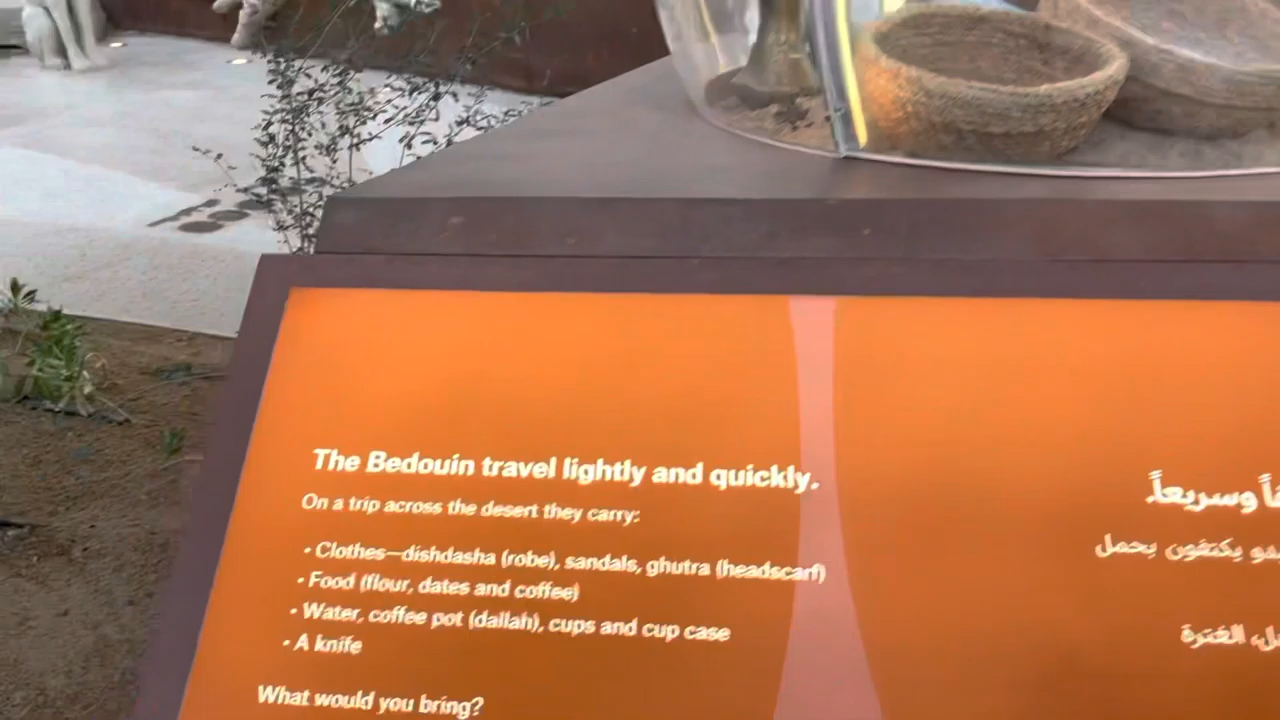 The Bedouin travel lightly and quickly.
On a trip across the desert they carry:
• Clothes—dishdasha (robe), sandals, ghutra (headscarf)
• Food (flour, dates and coffee)
• Water, coffee pot (dallah), cups and cup case
• A knife
What would you bring?
وسريعاً.
يكتفون بحمل
الغترة